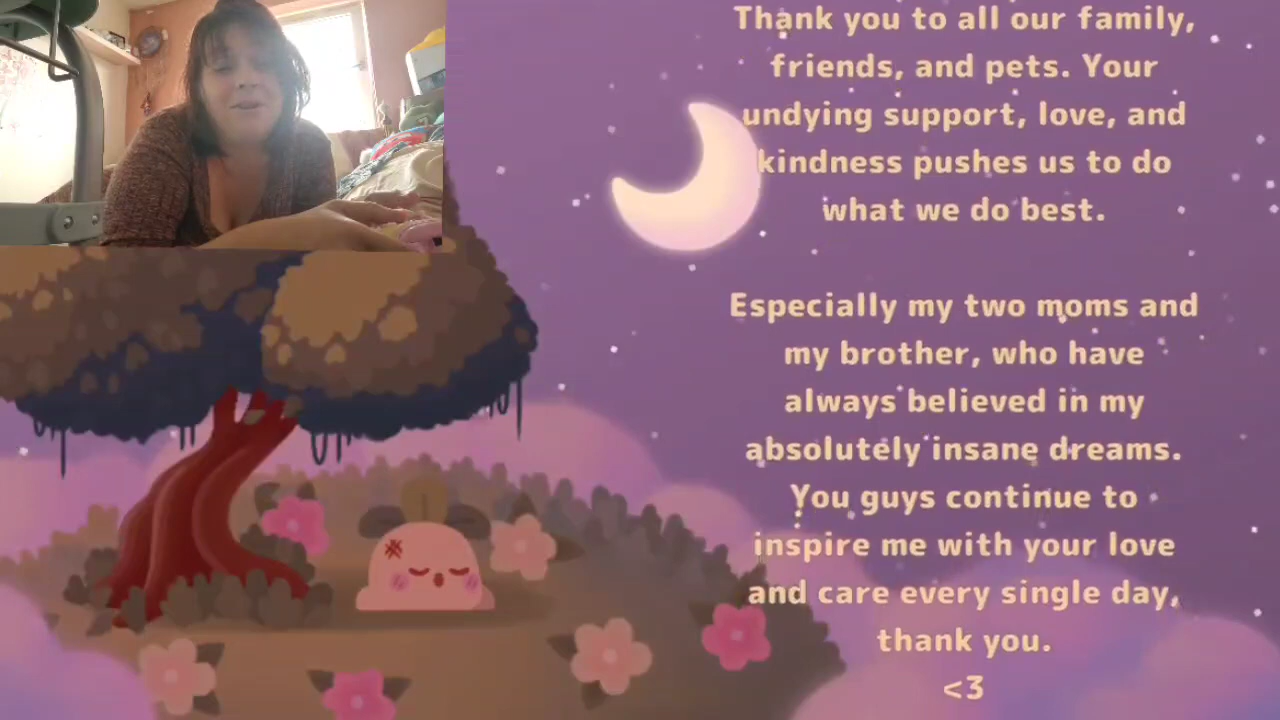 Thank you to all our family,
friends, and pets. Your
undying support, love, and
kindness pushes us to do
what we do best.
Especially my two moms and
my brother, who have
always believed in my
absolutely insane dreams.
You guys continue to
inspire me with your love
and care every single day,
thank you.
<3